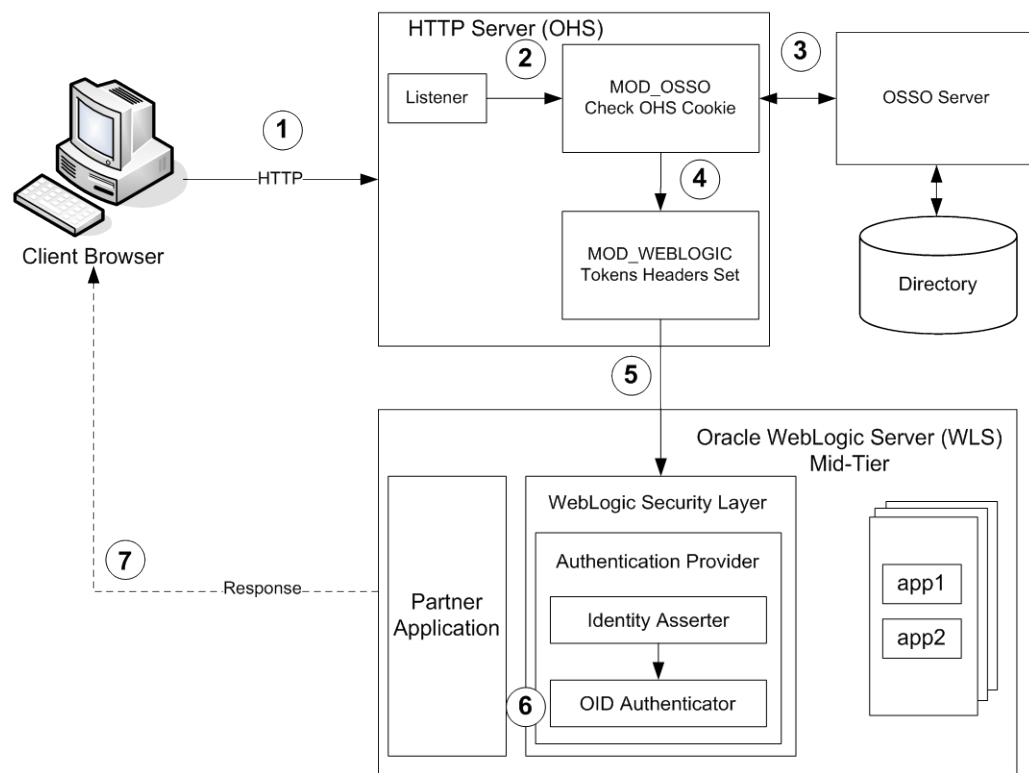 HTTP Server (OHS)
1
HTTP
Client Browser
Listener
2
MOD_OSSO
Check OHS Cookie
3
OSSO Server
4
MOD_WEBLOGIC
Tokens Headers Set
Directory
5
Oracle WebLogic Server (WLS)
Mid-Tier
WebLogic Security Layer
Authentication Provider
Identity Asserter
OID Authenticator
6
Partner
Application
app1
app2
7
Response